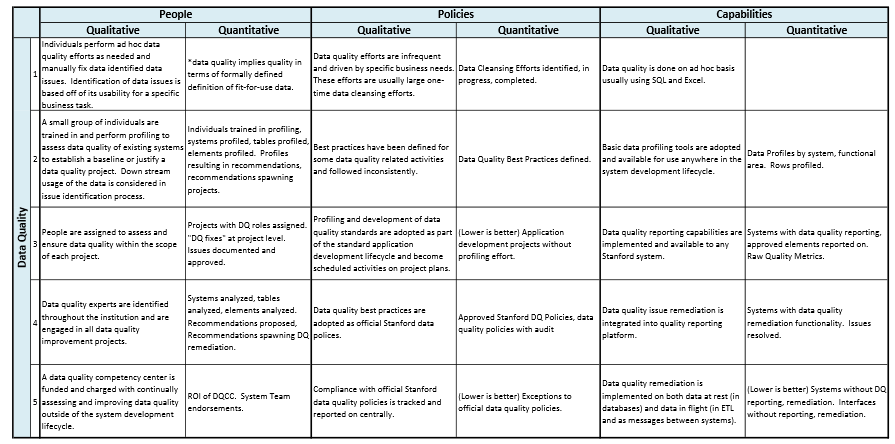 People
Policies
Capabilities
Qualitative
Quantitative
Qualitative
Quantitative
Qualitative
Quantitative
Data Quality
1
Individuals perform ad hoc data
quality efforts as needed and
manually fix data identified data
issues. Identification of data issues is
based off of its usability for a specific
business task.
*data quality implies quality in
terms of formally defined
definition of fit-for-use data.
Data quality efforts are infrequent
and driven by specific business needs.
These efforts are usually large one-
time data cleansing efforts.
Data Cleansing Efforts identified, in
progress, completed.
Data quality is done on ad hoc basis
usually using SQL and Excel.
2
A small group of individuals are
trained in and perform profiling to
assess data quality of existing systems
to establish a baseline or justify a
data quality project. Down stream
usage of the data is considered in
issue identification process.
Individuals trained in profiling,
systems profiled, tables profiled,
elements profiled. Profiles
resulting in recommendations,
recommendations spawning
projects.
Best practices have been defined for
some data quality related activities
and followed inconsistently.
Data Quality Best Practices defined.
Basic data profiling tools are adopted
and available for use anywhere in the
system development lifecycle.
Data Profiles by system, functional
area. Rows profiled.
3
People are assigned to assess and
ensure data quality within the scope
of each project.
Projects with DQ roles assigned.
"DQ fixes" at project level.
Issues documented and
approved.
Profiling and development of data
quality standards are adopted as part
of the standard application
development lifecycle and become
scheduled activities on project plans.
(Lower is better) Application
development projects without
profiling effort.
Data quality reporting capabilities are
implemented and available to any
Stanford system.
Systems with data quality reporting,
approved elements reported on.
Raw Quality Metrics.
4
Data quality experts are identified
throughout the institution and are
engaged in all data quality
improvement projects.
Systems analyzed, tables
analyzed, elements analyzed.
Recommendations proposed,
Recommendations spawning DQ
remediation.
Data quality best practices are
adopted as official Stanford data
polices.
Approved Stanford DQ Policies, data
quality policies with audit
Data quality issue remediation is
integrated into quality reporting
platform.
Systems with data quality
remediation functionality. Issues
resolved.
5
A data quality competency center is
funded and charged with continually
assessing and improving data quality
outside of the system development
lifecycle.
ROI of DQCC. System Team
endorsements.
Compliance with official Stanford
data quality policies is tracked and
reported on centrally.
(Lower is better) Exceptions to
official data quality policies.
Data quality remediation is
implemented on both data at rest (in
databases) and data in flight (in ETL
and as messages between systems).
(Lower is better) Systems without DQ
reporting, remediation. Interfaces
without reporting, remediation.